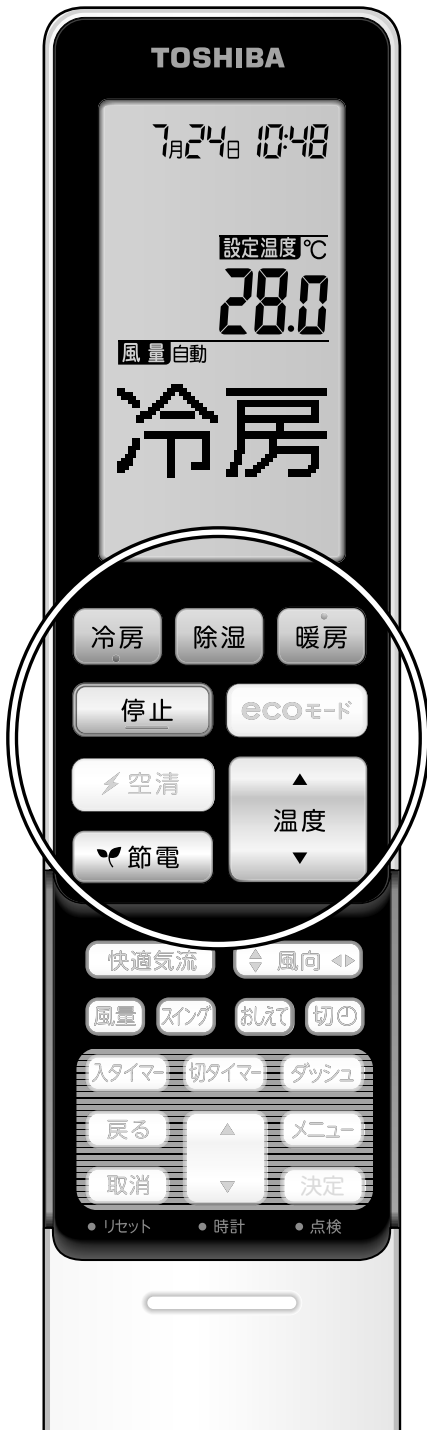 TOSHIBA
7月24日 10:48
設定温度 ℃
28.0
風量 自動
冷房
冷房 除湿 暖房
停止 ecoモード
空清
温度
節電
快適気流 風向
風量 スイング おしえて 切
入タイマー 切タイマー ダッシュ
戻る メニュー
取消 決定
リセット 時計 点検